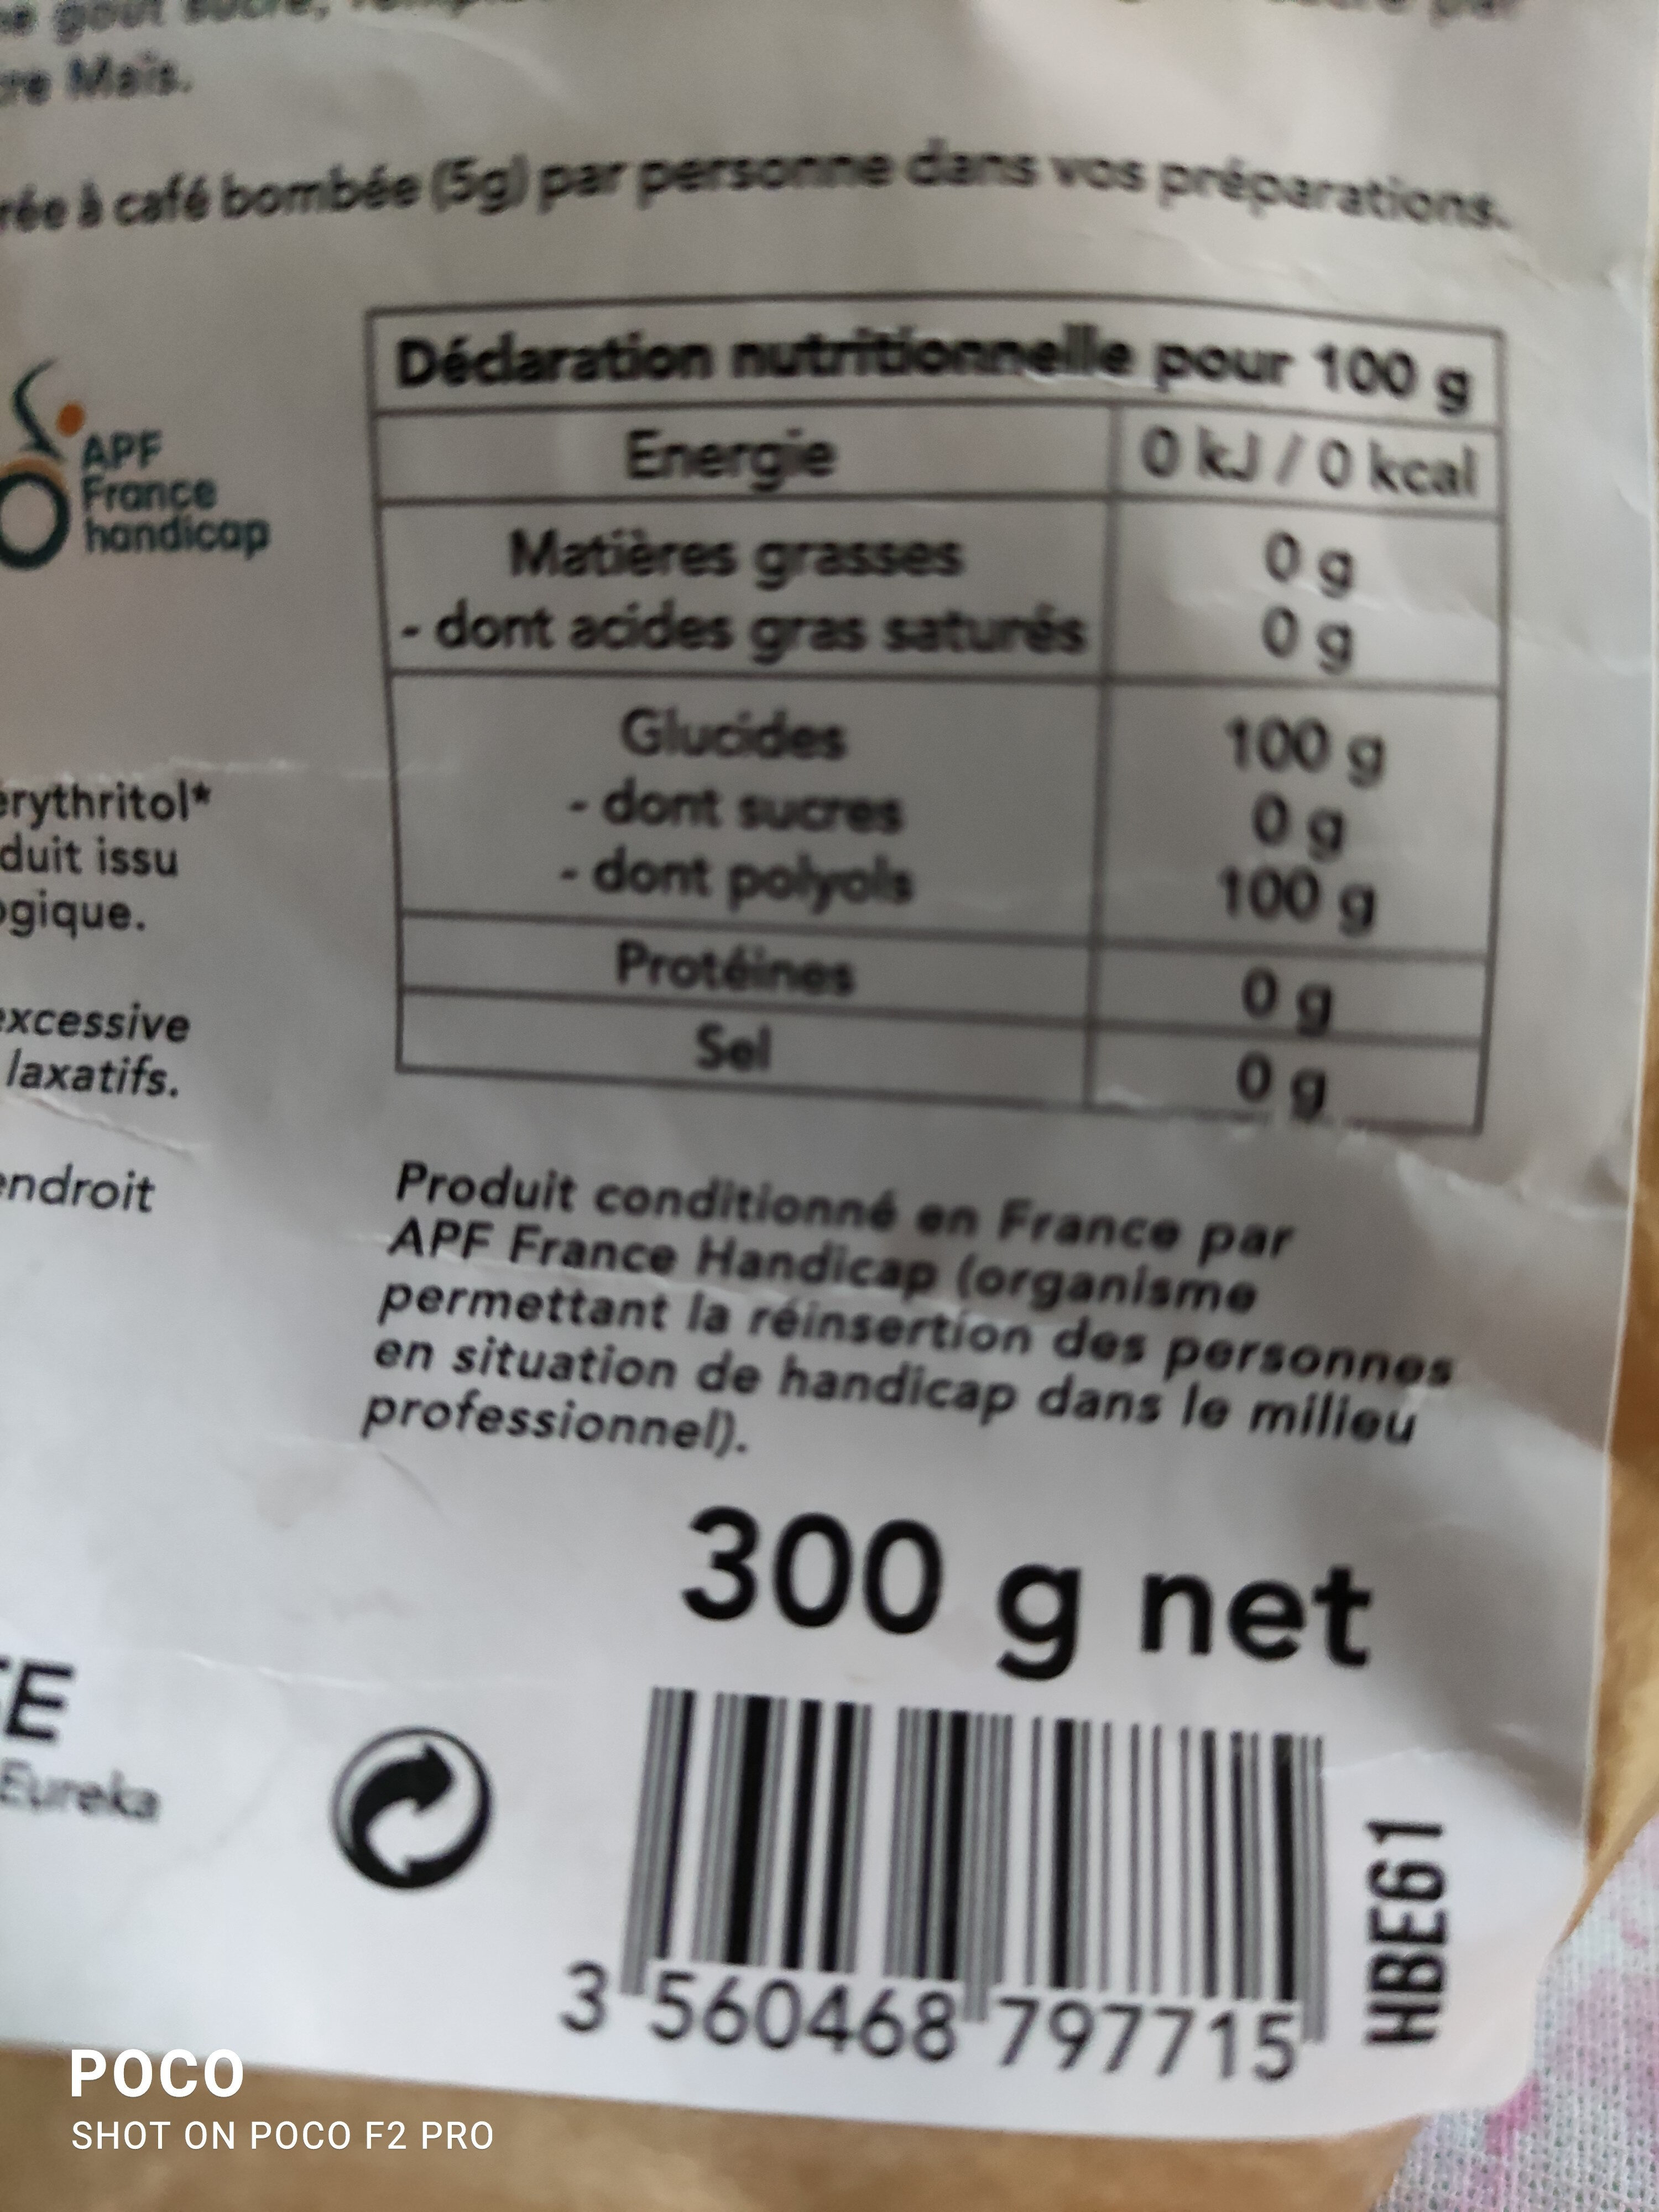 goût sucré,
Maïs.
à café bombée (5g) par personne dans vos préparations.
APF
France
handicap
Déclaration nutritionnelle pour 100 g
Energie 0 kJ / 0 kcal
Matières grasses 0 g
- dont acides gras saturés 0 g
Glucides 100 g
- dont sucres 0 g
- dont polyols 100 g
Protéines 0 g
Sel 0 g
erythritol*
duit issu
ogique.
excessive
laxatifs.
endroit
Produit conditionné en France par
APF France Handicap (organisme
permettant la réinsertion des personnes
en situation de handicap dans le milieu
professionnel).
300 g net
E
Eureka
3 560468 797715
HBE61
POCO
SHOT ON POCO F2 PRO